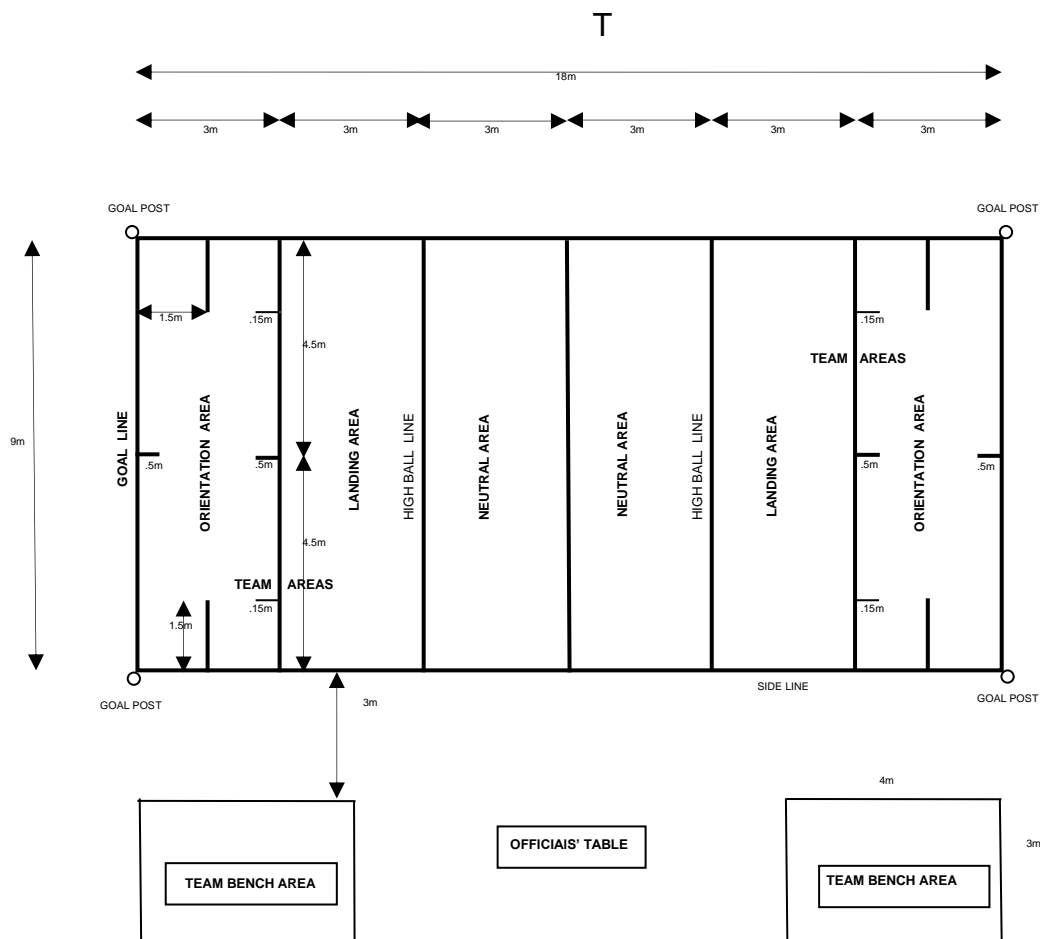 T
18m
3m 3m 3m 3m 3m 3m
GOAL POST GOAL POST
1.5m .15m .15m
4.5m
TEAM AREAS
9m
GOAL LINE
ORIENTATION AREA
LANDING AREA
HIGH BALL LINE
NEUTRAL AREA
NEUTRAL AREA
HIGH BALL LINE
LANDING AREA
ORIENTATION AREA
.5m .5m .5m .5m
4.5m
TEAM AREAS
.15m .15m
1.5m
SIDE LINE
GOAL POST 3m GOAL POST
4m
OFFICIAIS' TABLE 3m
TEAM BENCH AREA TEAM BENCH AREA